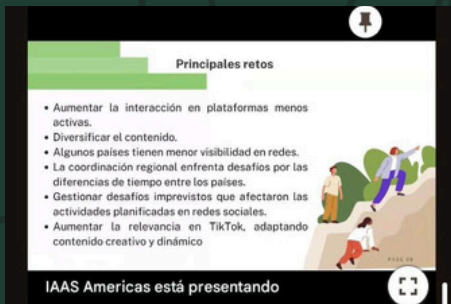 Principales retos
• Aumentar la interacción en plataformas menos
activas.
• Diversificar el contenido.
• Algunos países tienen menor visibilidad en redes.
• La coordinación regional enfrenta desafíos por las
diferencias de tiempo entre los países.
• Gestionar desafíos imprevistos que afectaron las
actividades planificadas en redes sociales.
• Aumentar la relevancia en TikTok, adaptando
contenido creativo y dinámico
PAGE 08
IAAS Americas está presentando